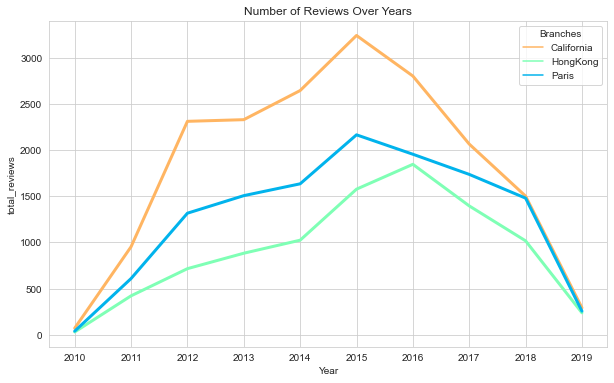 Number of Reviews Over Years
Branches
California
HongKong
Paris
total_reviews
3000
2500
2000
1500
1000
500
0
2010 2011 2012 2013 2014 2015 2016 2017 2018 2019
Year